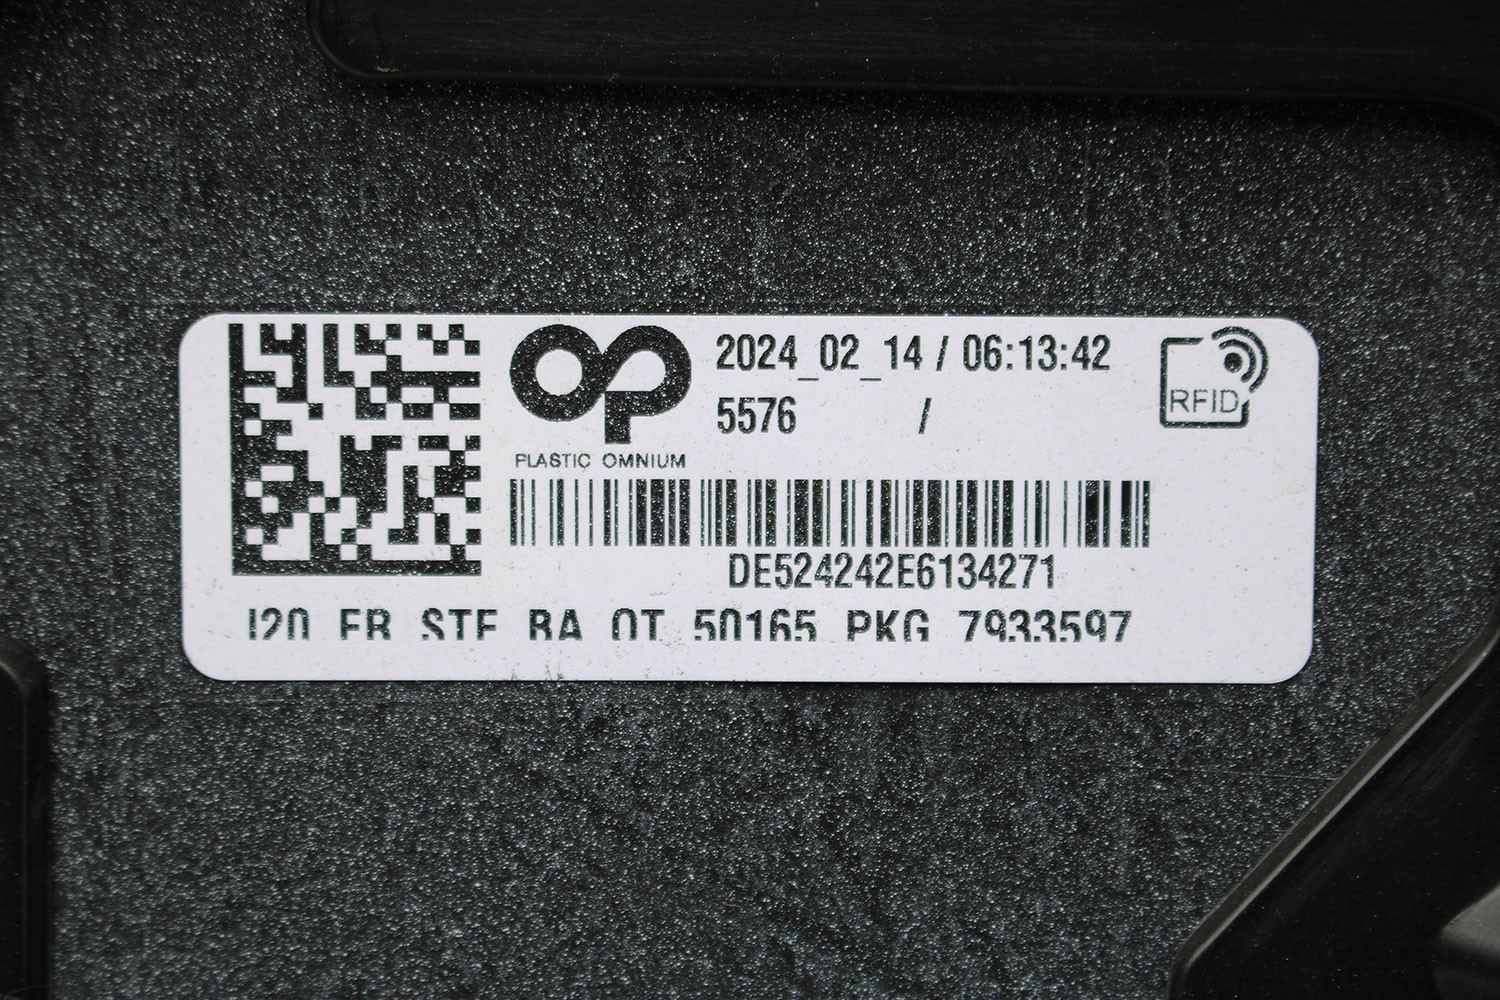 2024_02_14 / 06:13:42
5576 /
RFID
PLASTIC OMNIUM
DE524242E6134271
I20 FR STF BA OT 50165 PKG 7933597